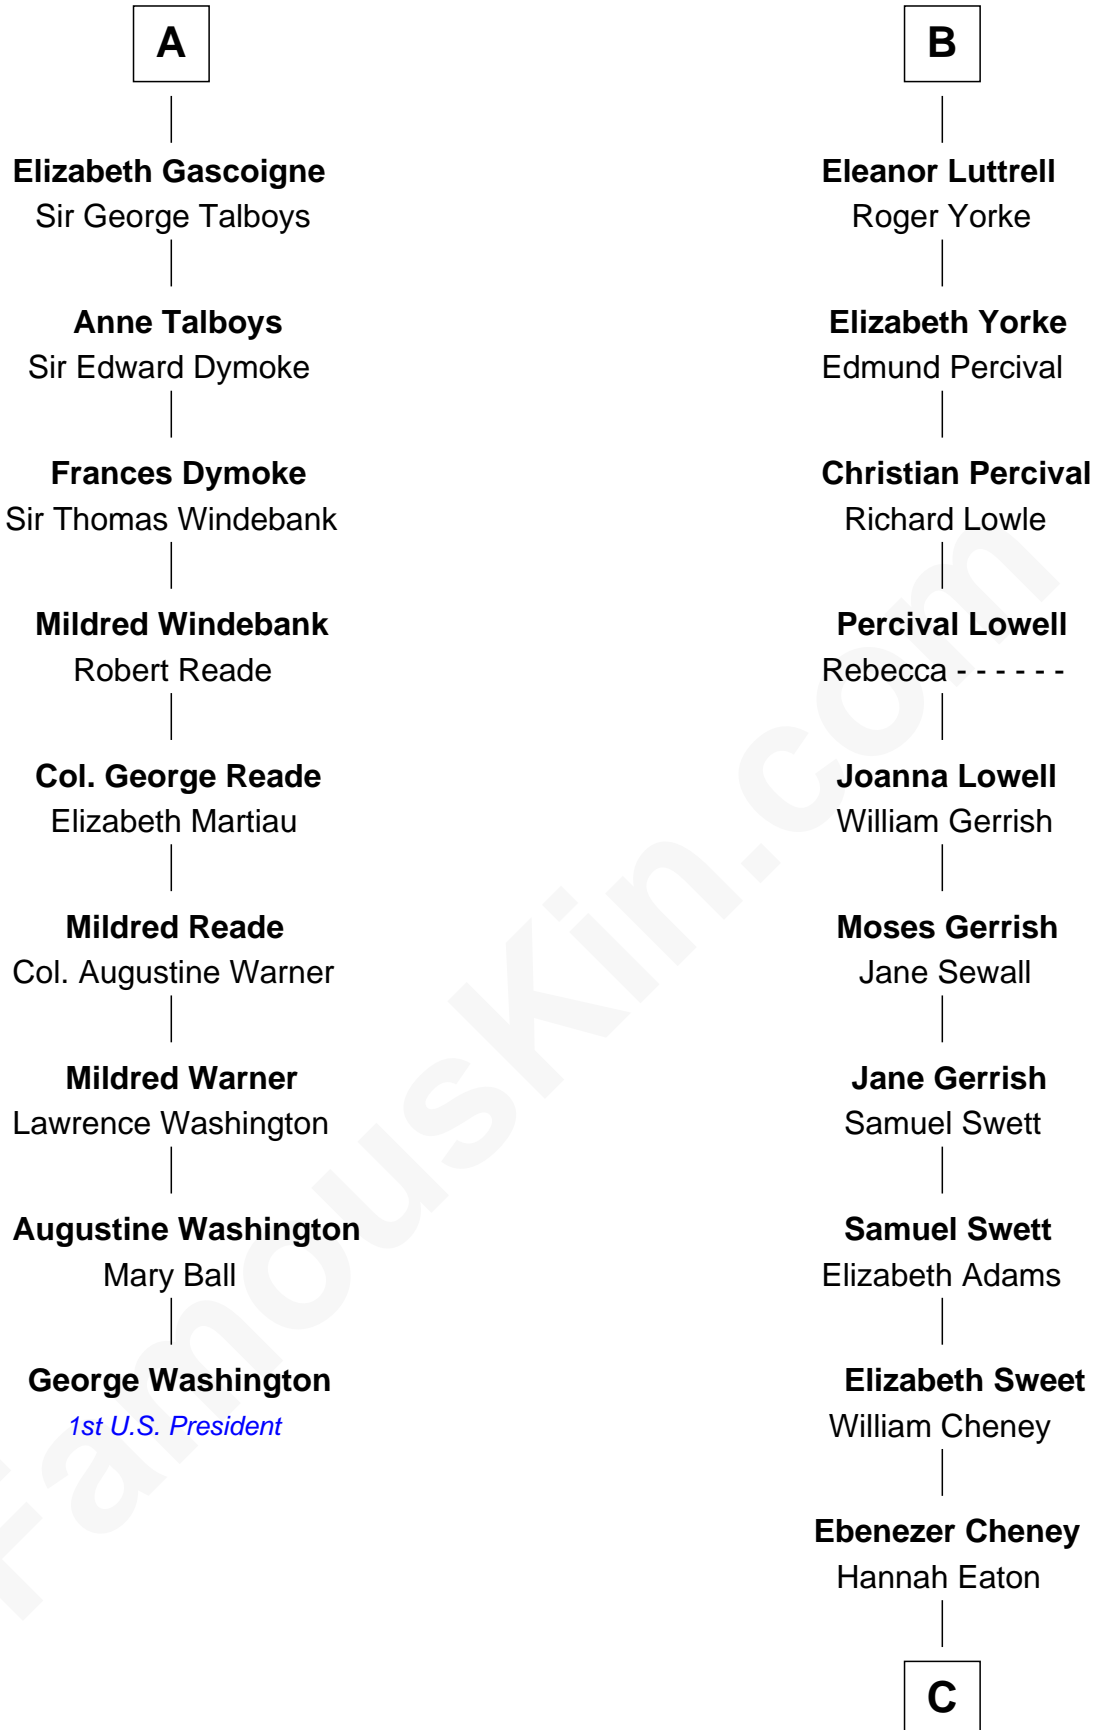 A
Elizabeth Gascoigne
Sir George Talboys
Anne Talboys
Sir Edward Dymoke
Frances Dymoke
Sir Thomas Windebank
Mildred Windebank
Robert Reade
Col. George Reade
Elizabeth Martiau
Mildred Reade
Col. Augustine Warner
Mildred Warner
Lawrence Washington
Augustine Washington
Mary Ball
George Washington
1st U.S. President
B
Eleanor Luttrell
Roger Yorke
Elizabeth Yorke
Edmund Percival
Christian Percival
Richard Lowle
Percival Lowell
Rebecca - - - - - -
Joanna Lowell
William Gerrish
Moses Gerrish
Jane Sewall
Jane Gerrish
Samuel Swett
Samuel Swett
Elizabeth Adams
Elizabeth Sweet
William Cheney
Ebenezer Cheney
Hannah Eaton
C
FamousKin.com